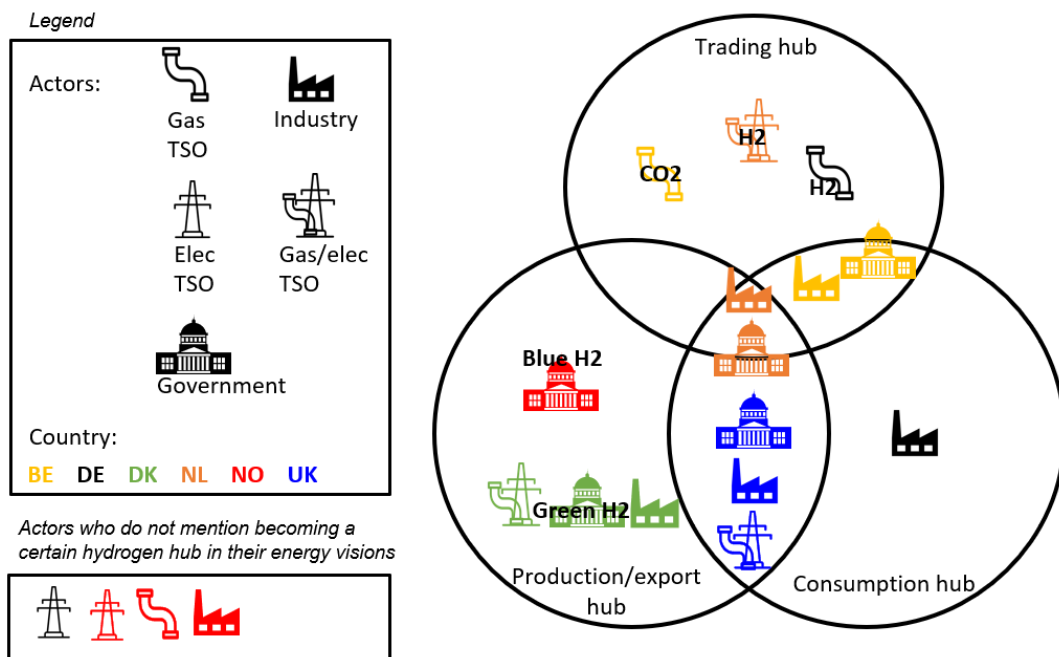 Legend
Actors:
Gas
TSO
Industry
Elec
TSO
Gas/elec
TSO
Government
Country:
BE DE DK NL NO UK
Actors who do not mention becoming a
certain hydrogen hub in their energy visions
Trading hub
H2
CO2
H2
Blue H2
Green H2
Production/export
hub
Consumption hub